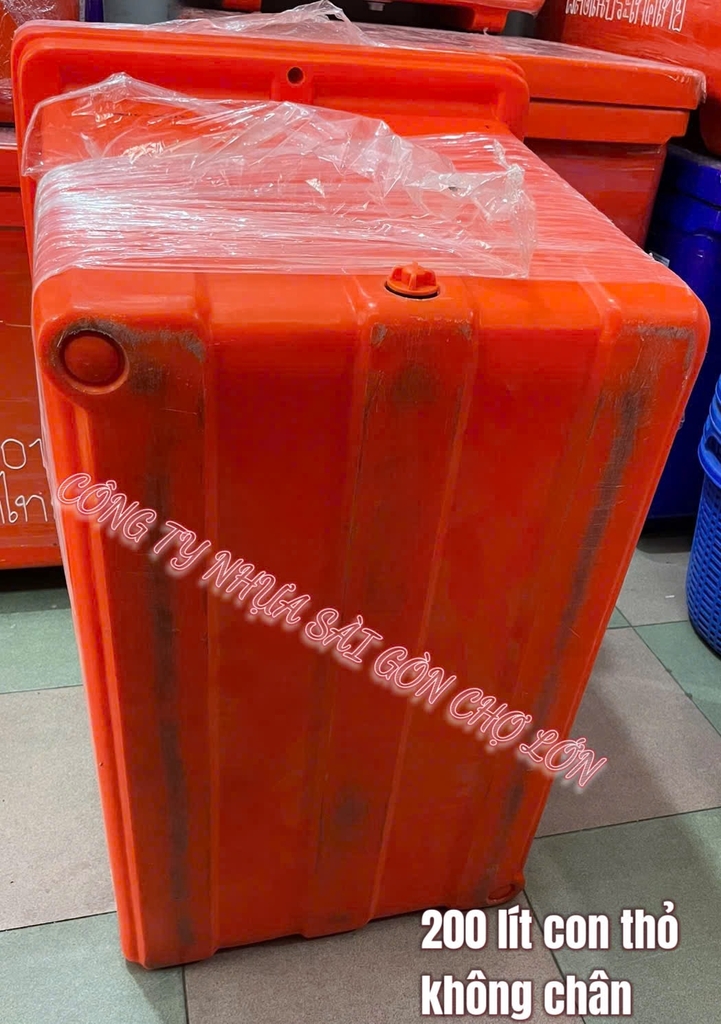 CÔNG TY NHỰA SÀI GÒN CHỢ LỚN
200 lít con thỏ
không chân